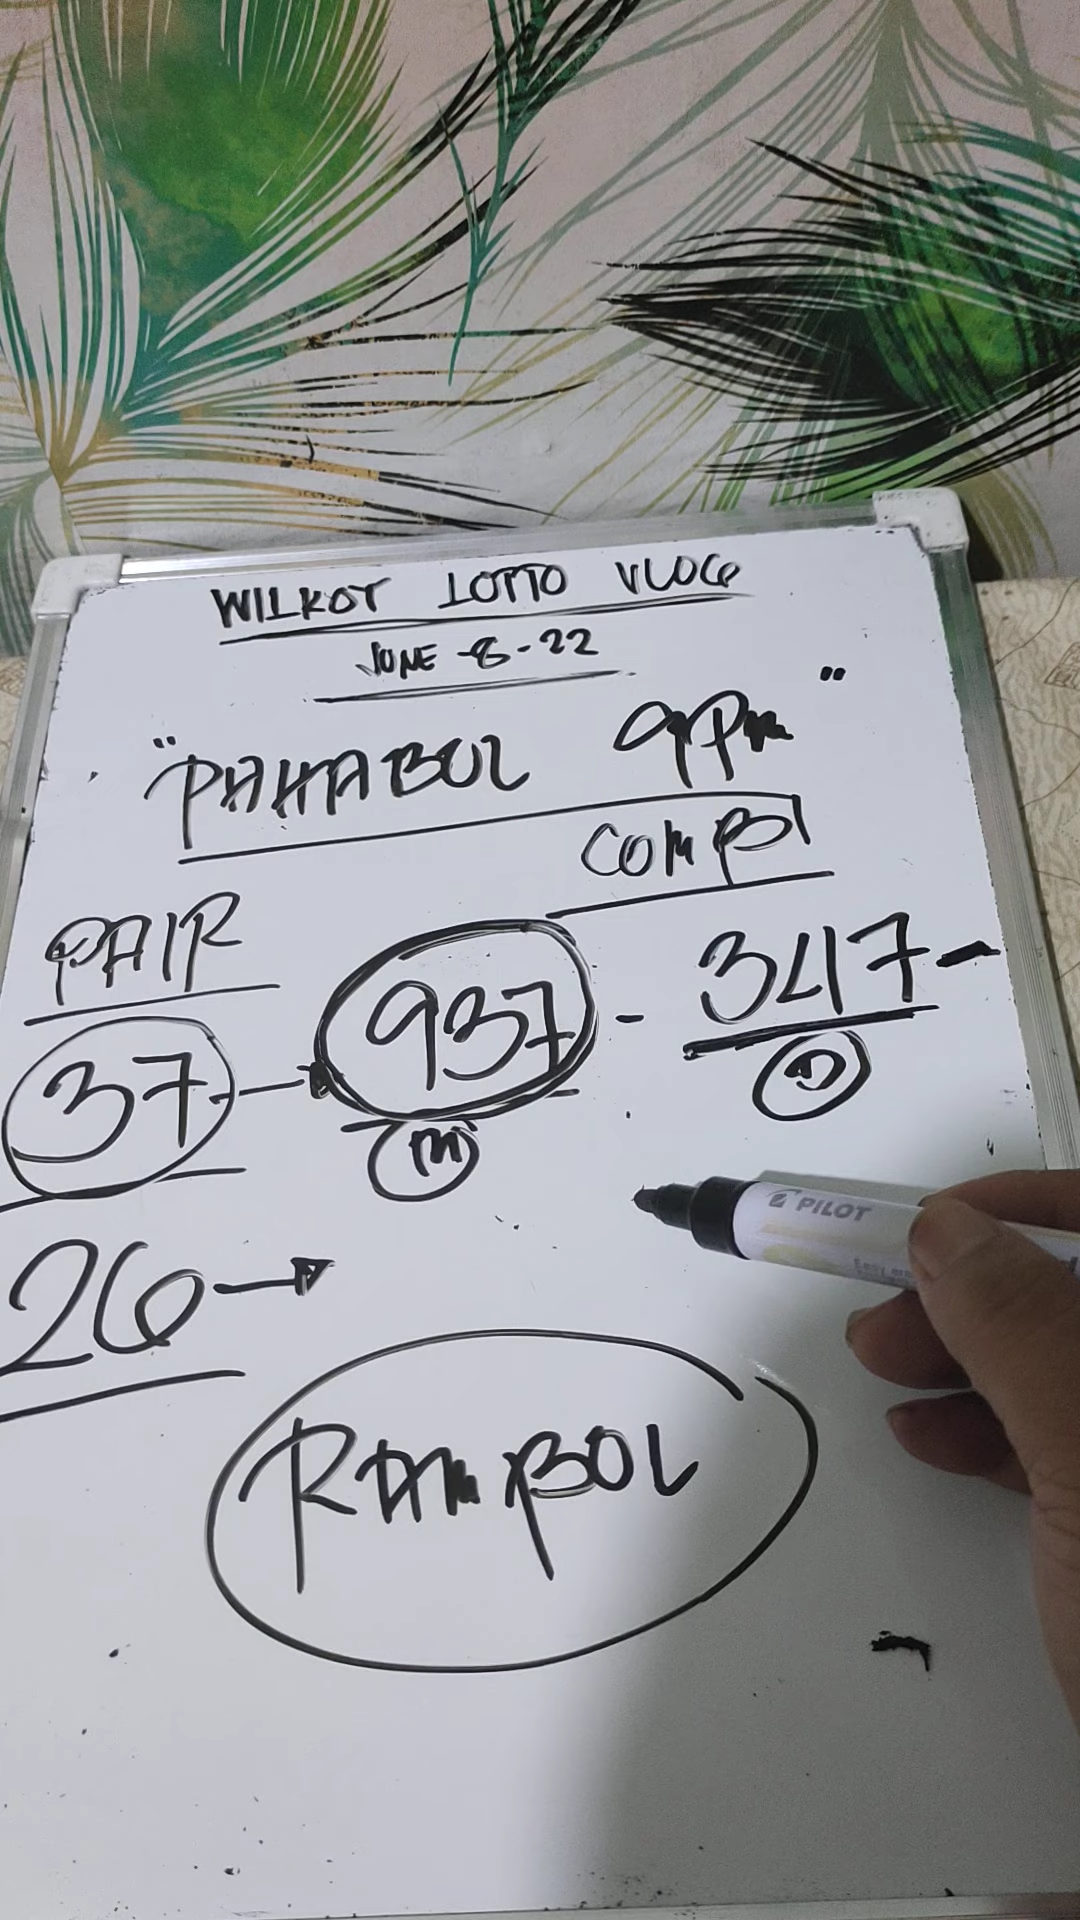 WILKOT LOTTO VLOG
JUNE -8-22
"PAHABOL 9Pm"
COMBI
PAIR
37 → 937 - 347 -
(m)
26 →
RAMBOL
PILOT